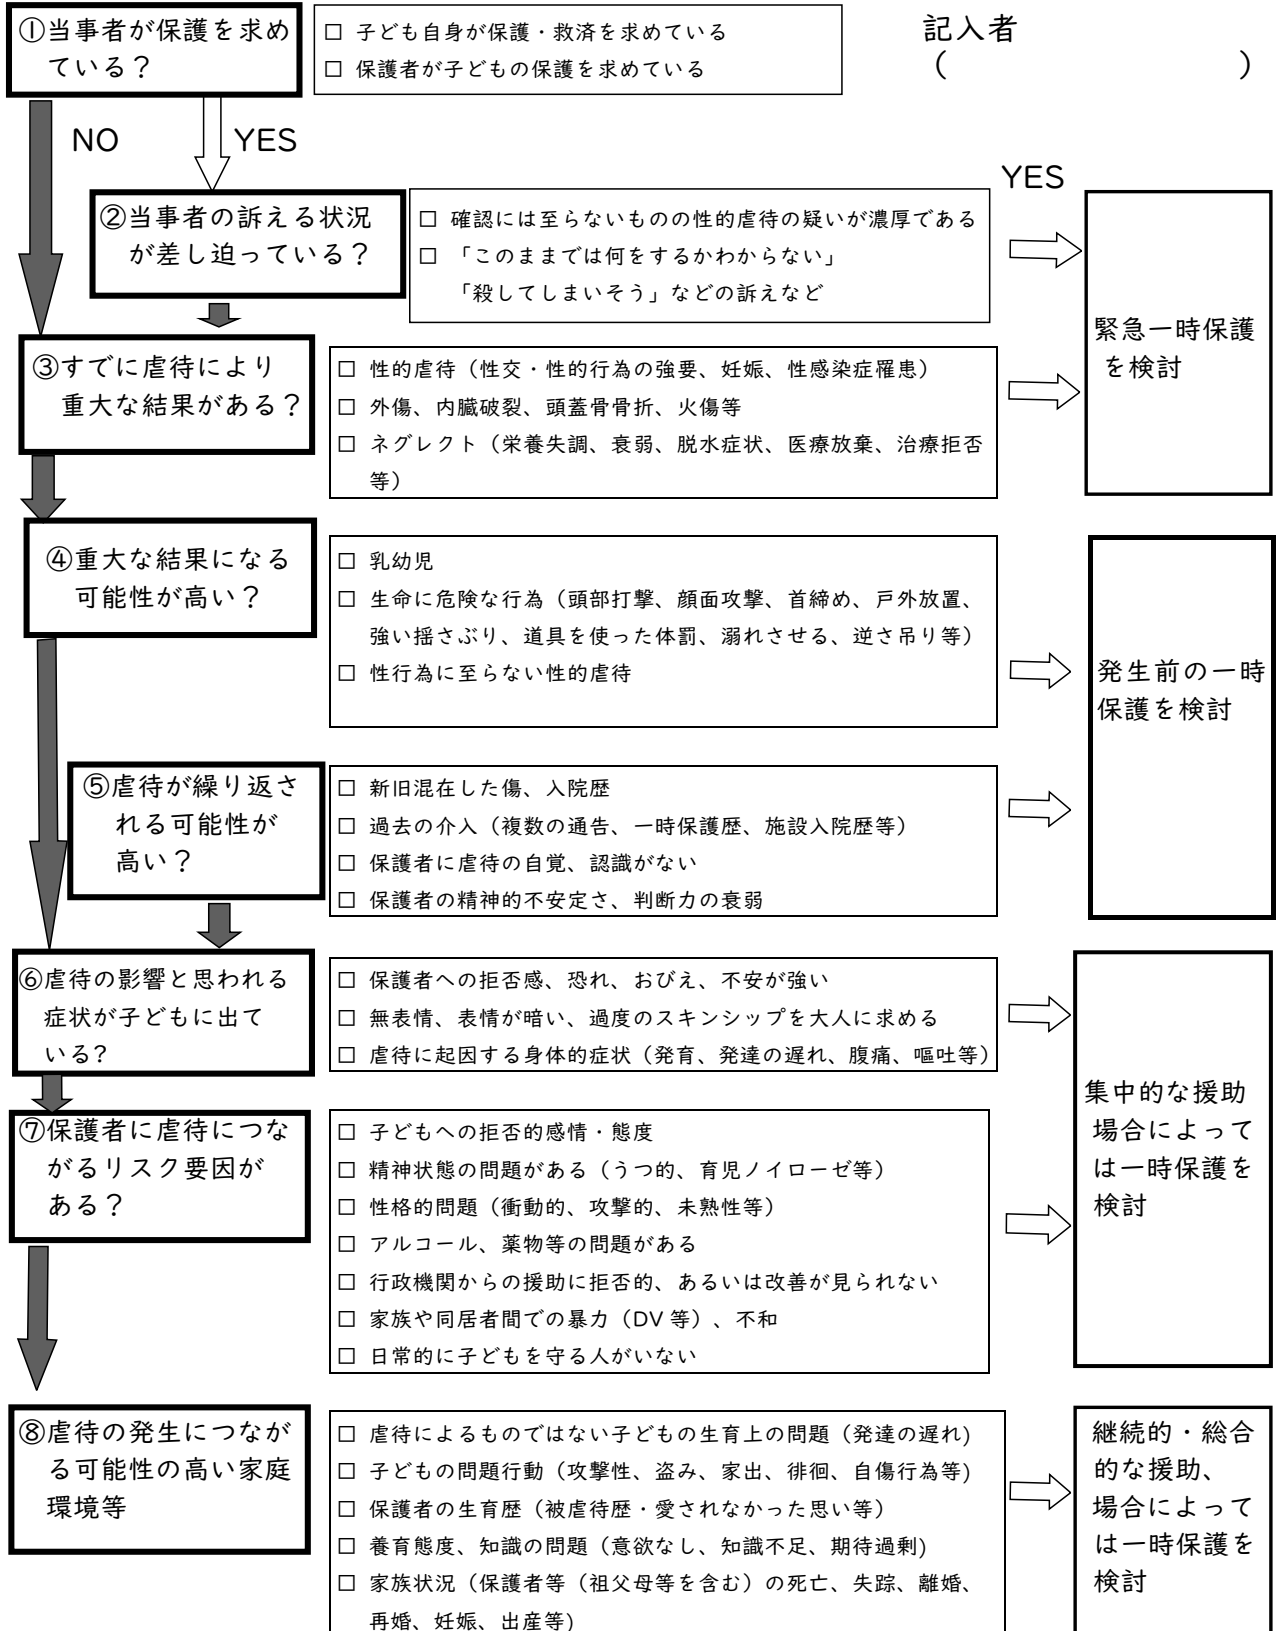 ①当事者が保護を求め
ている？
□ 子ども自身が保護・救済を求めている
□ 保護者が子どもの保護を求めている
記入者
（　　　　　　　　）
NO
YES
YES
②当事者の訴える状況
が差し迫っている？
□ 確認には至らないものの性的虐待の疑いが濃厚である
□ 「このままでは何をするかわからない」
「殺してしまいそう」などの訴えなど
緊急一時保護
を検討
③すでに虐待により
重大な結果がある？
□ 性的虐待（性交・性的行為の強要、妊娠、性感染症罹患）
□ 外傷、内臓破裂、頭蓋骨骨折、火傷等
□ ネグレクト（栄養失調、衰弱、脱水症状、医療放棄、治療拒否
等）
④重大な結果になる
可能性が高い？
□ 乳幼児
□ 生命に危険な行為（頭部打撃、顔面攻撃、首締め、戸外放置、
強い揺さぶり、道具を使った体罰、溺れさせる、逆さ吊り等）
□ 性行為に至らない性的虐待
発生前の一時
保護を検討
⑤虐待が繰り返さ
れる可能性が
高い？
□ 新旧混在した傷、入院歴
□ 過去の介入（複数の通告、一時保護歴、施設入院歴等）
□ 保護者に虐待の自覚、認識がない
□ 保護者の精神的不安定さ、判断力の衰弱
⑥虐待の影響と思われる
症状が子どもに出て
いる?
□ 保護者への拒否感、恐れ、おびえ、不安が強い
□ 無表情、表情が暗い、過度のスキンシップを大人に求める
□ 虐待に起因する身体的症状（発育、発達の遅れ、腹痛、嘔吐等）
集中的な援助
場合によって
は一時保護を
検討
⑦保護者に虐待につな
がるリスク要因が
ある？
□ 子どもへの拒否的感情・態度
□ 精神状態の問題がある（うつ的、育児ノイローゼ等）
□ 性格的問題（衝動的、攻撃的、未熟性等）
□ アルコール、薬物等の問題がある
□ 行政機関からの援助に拒否的、あるいは改善が見られない
□ 家族や同居者間での暴力（DV 等）、不和
□ 日常的に子どもを守る人がいない
⑧虐待の発生につなが
る可能性の高い家庭
環境等
□ 虐待によるものではない子どもの生育上の問題（発達の遅れ)
□ 子どもの問題行動（攻撃性、盗み、家出、徘徊、自傷行為等)
□ 保護者の生育歴（被虐待歴・愛されなかった思い等）
□ 養育態度、知識の問題（意欲なし、知識不足、期待過剰)
□ 家族状況（保護者等（祖父母等を含む）の死亡、失踪、離婚、
再婚、妊娠、出産等)
継続的・総合
的な援助、
場合によって
は一時保護を
検討